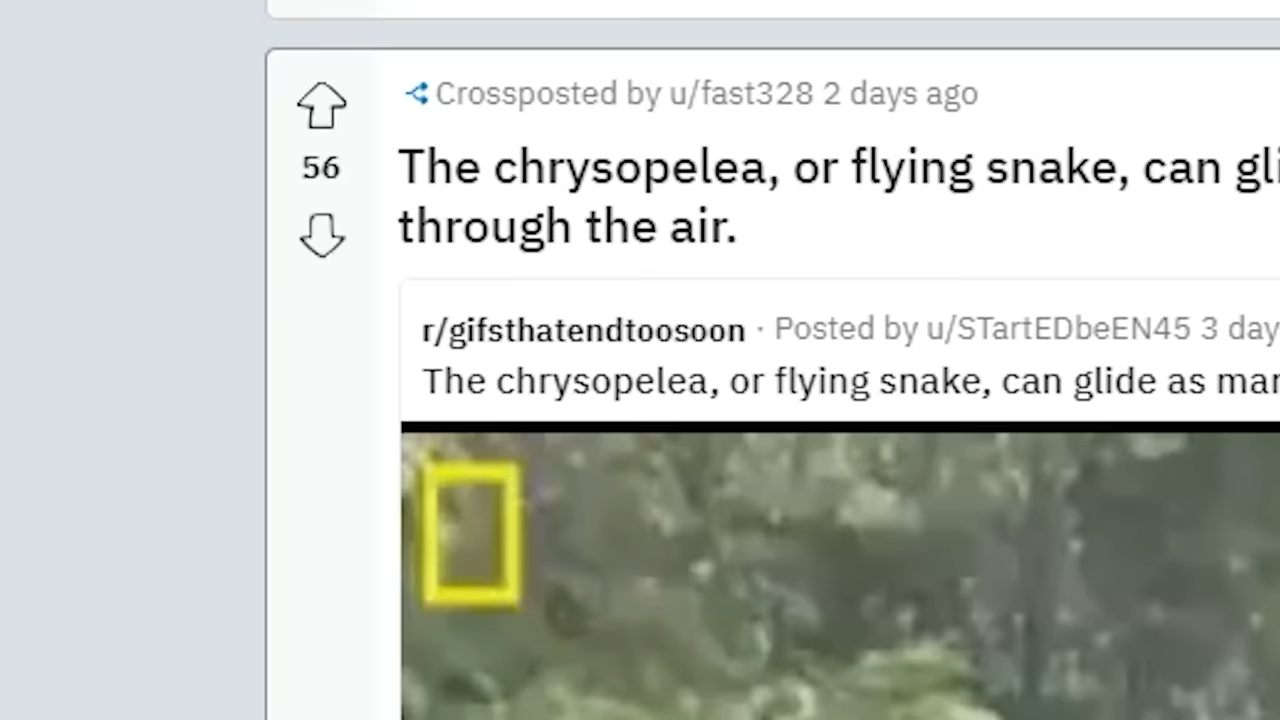 Crossposted by u/fast328 2 days ago
56
The chrysopelea, or flying snake, can
through the air.
r/gifsthatendtoosoon · Posted by u/STartEDbeEN45 3
The chrysopelea, or flying snake, can glide as